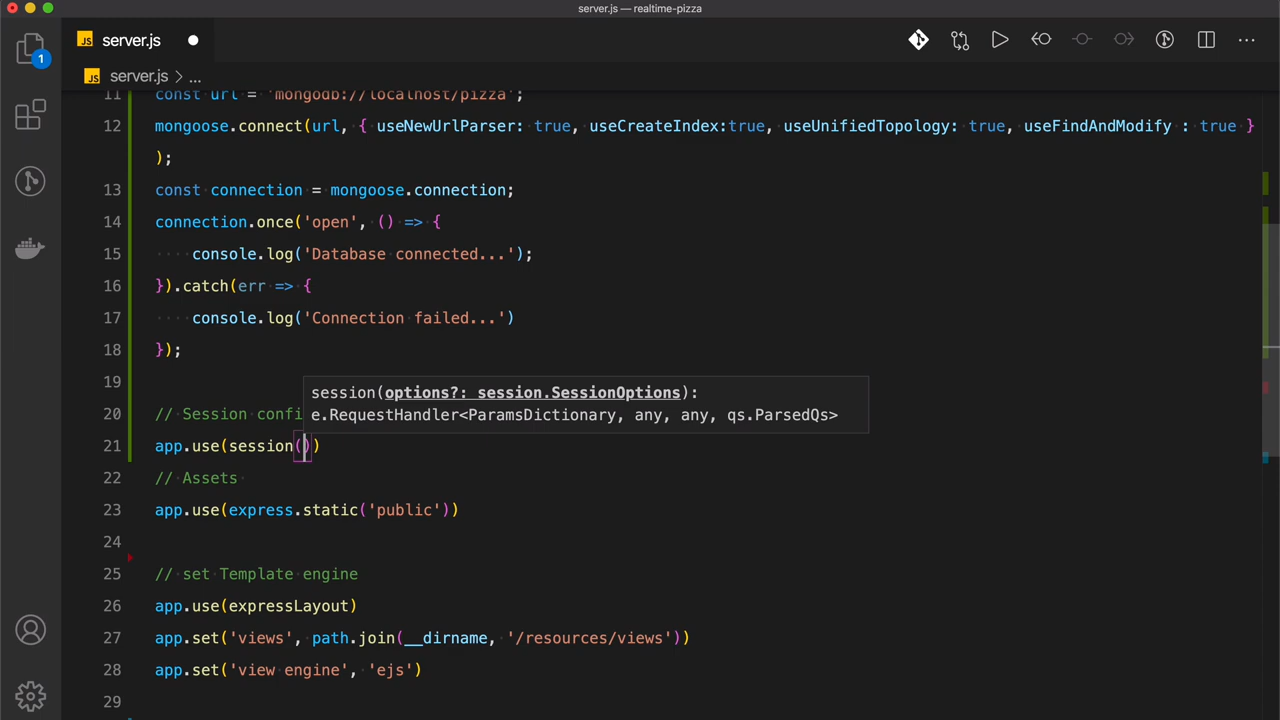 server.js — realtime-pizza
JS server.js
1
JS server.js > ...
11 const url = 'mongodb://localhost/pizza';
12 mongoose.connect(url, { useNewUrlParser: true, useCreateIndex:true, useUnifiedTopology: true, useFindAndModify : true }
);
13 const connection = mongoose.connection;
14 connection.once('open', () => {
15 console.log('Database connected...');
16 }).catch(err => {
17 console.log('Connection failed...')
18 });
19
session(options?: session.SessionOptions):
20 // Session confi
e.RequestHandler<ParamsDictionary, any, any, qs.ParsedQs>
21 app.use(session())
22 // Assets
23 app.use(express.static('public'))
24
25 // set Template engine
26 app.use(expressLayout)
27 app.set('views', path.join(__dirname, '/resources/views'))
28 app.set('view engine', 'ejs')
29